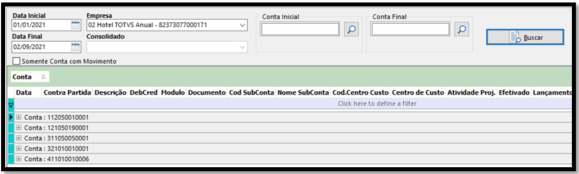 Data Inicial Empresa Conta Inicial Conta Final
01/01/2021 02 Hotel TOTVS Anual - 82373077000171
Data Final Consolidado Buscar
02/09/2021
Somente Conta com Movimento
Conta
Data Contra Partida Descrição DebCred Modulo Documento Cod SubConta Nome SubConta Cod.Centro Custo Centro de Custo Atividade Proj. Efetivado Lançamento
Click here to define a filter
Conta : 112050010001
Conta : 121050190001
Conta : 311050050001
Conta : 321010010001
Conta : 411010010006